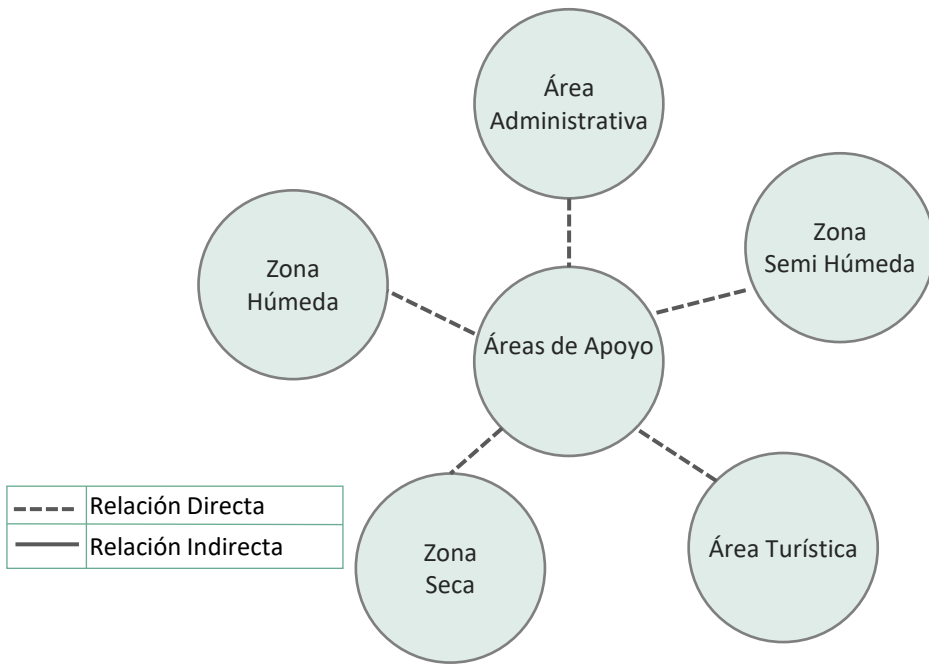 Área
Administrativa
Zona
Semi Húmeda
Zona
Húmeda
Áreas de Apoyo
Relación Directa
Relación Indirecta
Zona
Seca
Área Turística